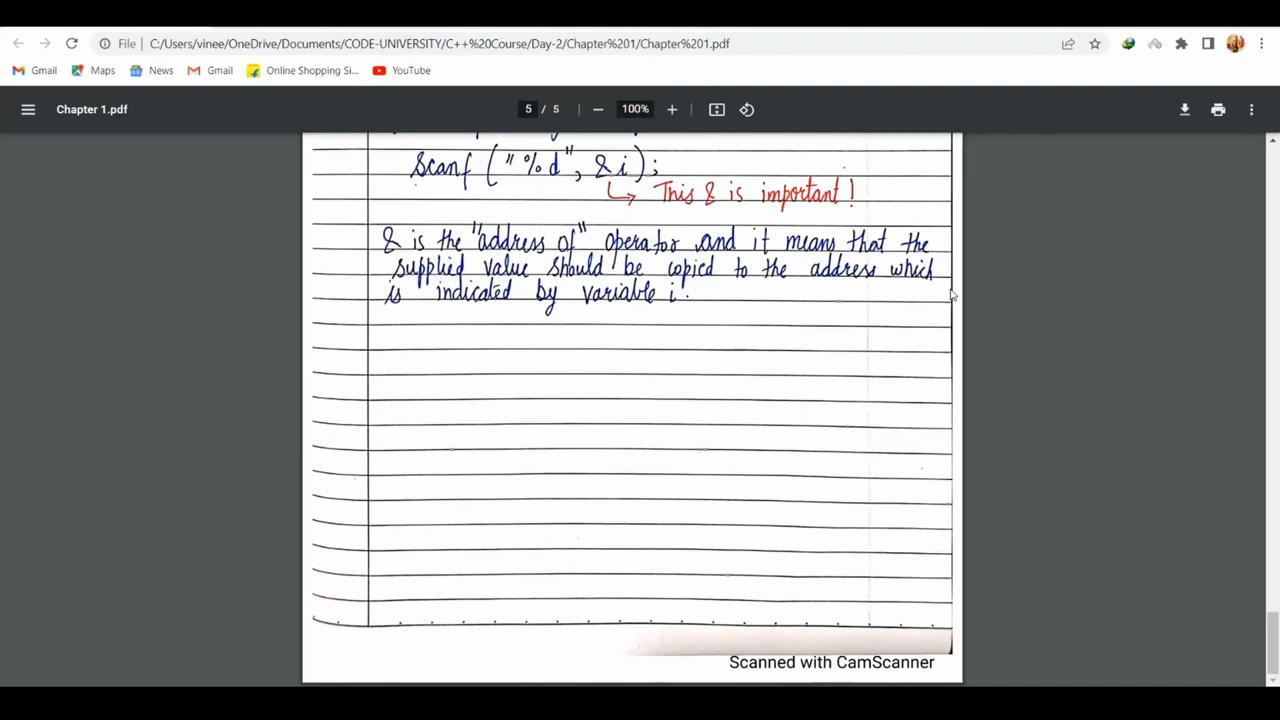 File C:/Users/vinee/OneDrive/Documents/CODE-UNIVERSITY/C++%20Course/Day-2/Chapter%201/Chapter%201.pdf
Gmail Maps News Gmail Online Shopping Si... YouTube
Chapter 1.pdf 5 / 5 100%
Scanf ("%d", &i);
This & is important!
& is the "address of" operator and it means that the
supplied value should be copied to the address which
is indicated by variable i.
Scanned with CamScanner